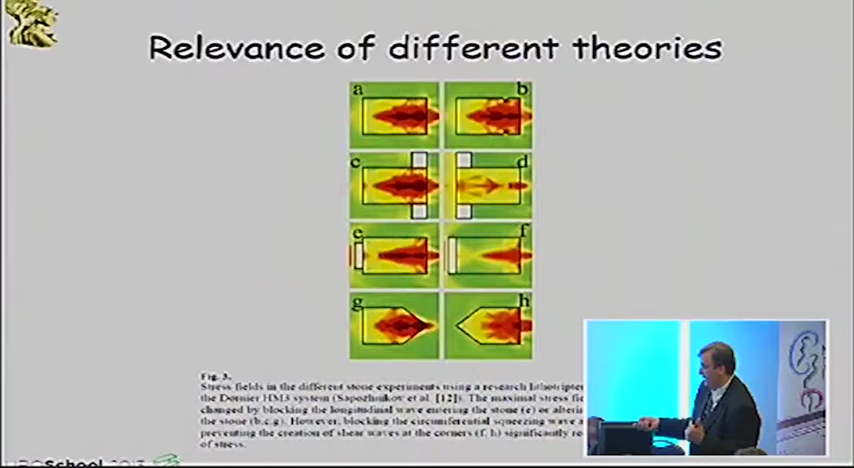 Relevance of different theories
a
b
c
d
e
f
g
h
Fig. 3.
Stress fields in the different stone experiments using a research lithotripter
the Dornier HM3 system (Sapozhnikov et al. [12]). The maximal stress fie
changed by blocking the longitudinal wave entering the stone (e) or alteri
the stone (b,c,g). However, blocking the circumferential squeezing wave a
preventing the creation of shear waves at the corners (f, h) significantly re
of stress.
School 2013